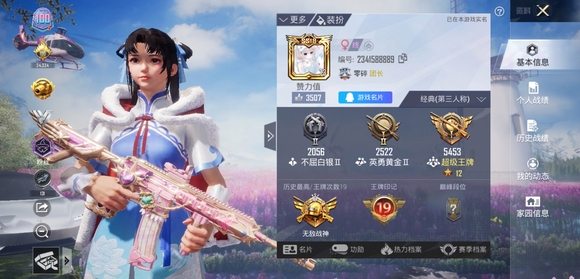 更多
装扮
已在本游戏实名
赞力值
3507
编号: 2341588889
零碎 团长
游戏名片
经典(第三人称)
2056
不屈白银II
2522
英勇黄金II
5453
超级王牌
12
历史最高/王牌次数19
无敌战神
王牌印记
19
巅峰段位
?
名片
功勋
热力档案
赛季档案
基本信息
个人战绩
历史战绩
我的动态
家园信息